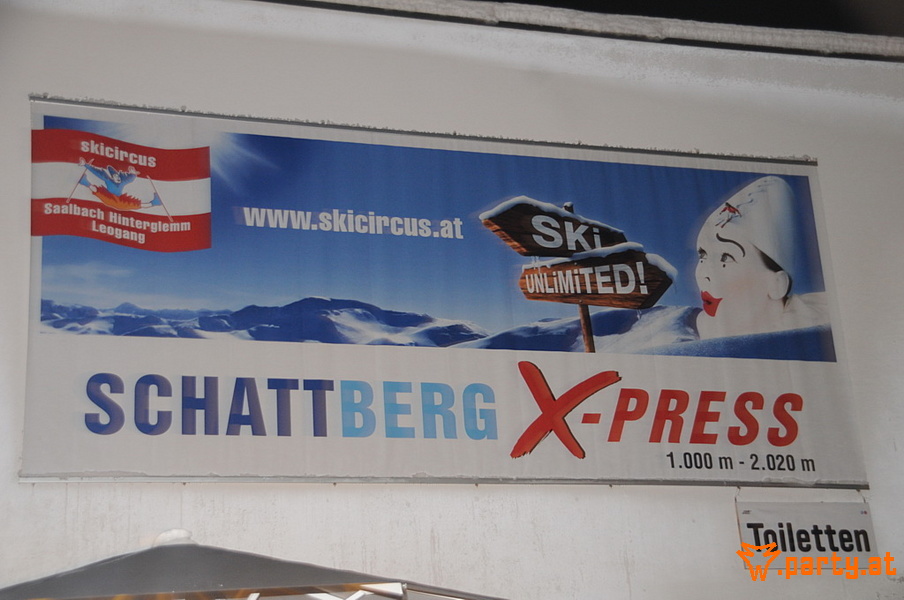 skicircus
Saalbach Hinterglemm
Leogang
www.skicircus.at
SKi
UNLiMiTED!
SCHATTBERG X-PRESS
1.000 m - 2.020 m
Toiletten
w.party.at